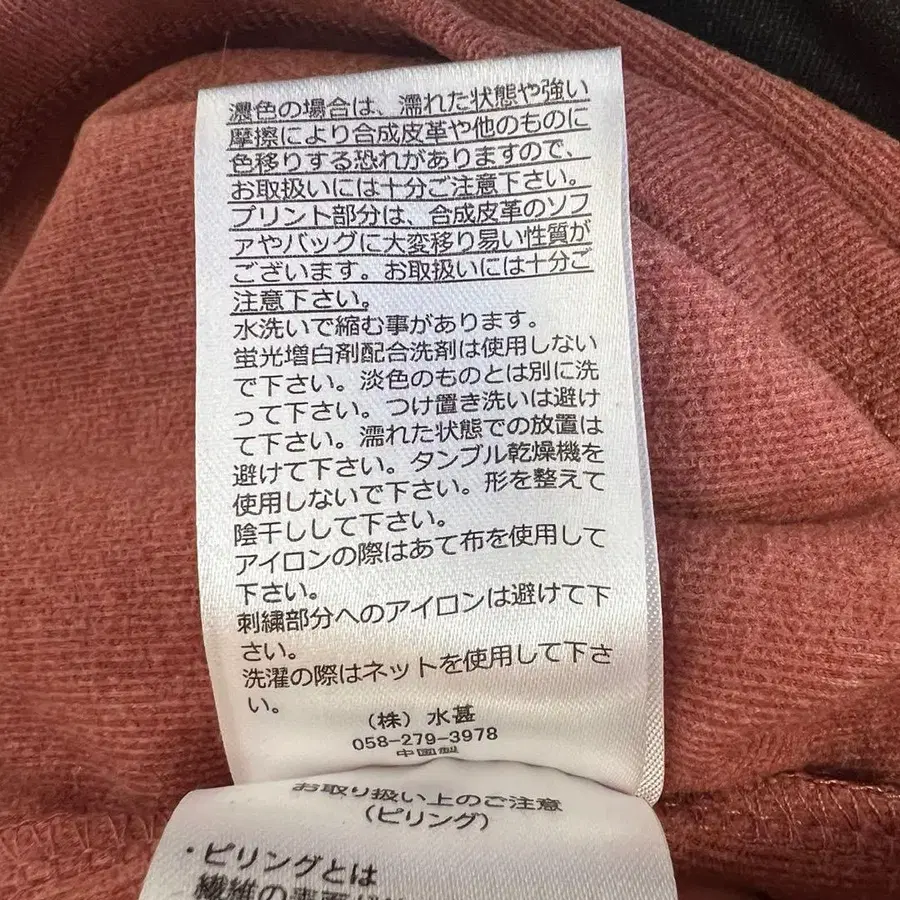 濃色の場合は、濡れた状態や強い
摩擦により合成皮革や他のものに
色移りする恐れがありますので、
お取扱いには十分ご注意下さい。
プリント部分は、合成皮革のソフ
ァやバッグに大変移り易い性質が
ございます。お取扱いには十分ご
注意下さい。
水洗いで縮む事があります。
蛍光増白剤配合洗剤は使用しない
で下さい。淡色のものとは別に洗
って下さい。つけ置き洗いは避け
て下さい。濡れた状態での放置は
避けて下さい。タンブル乾燥機を
使用しないで下さい。形を整えて
陰干しして下さい。
アイロンの際はあて布を使用して
下さい。
刺繍部分へのアイロンは避けて下
さい。
洗濯の際はネットを使用して下さ
い。
(株)水甚
058-279-3978
中国製
お取り扱い上のご注意
(ピリング)
・ピリングとは
繊維の表面が